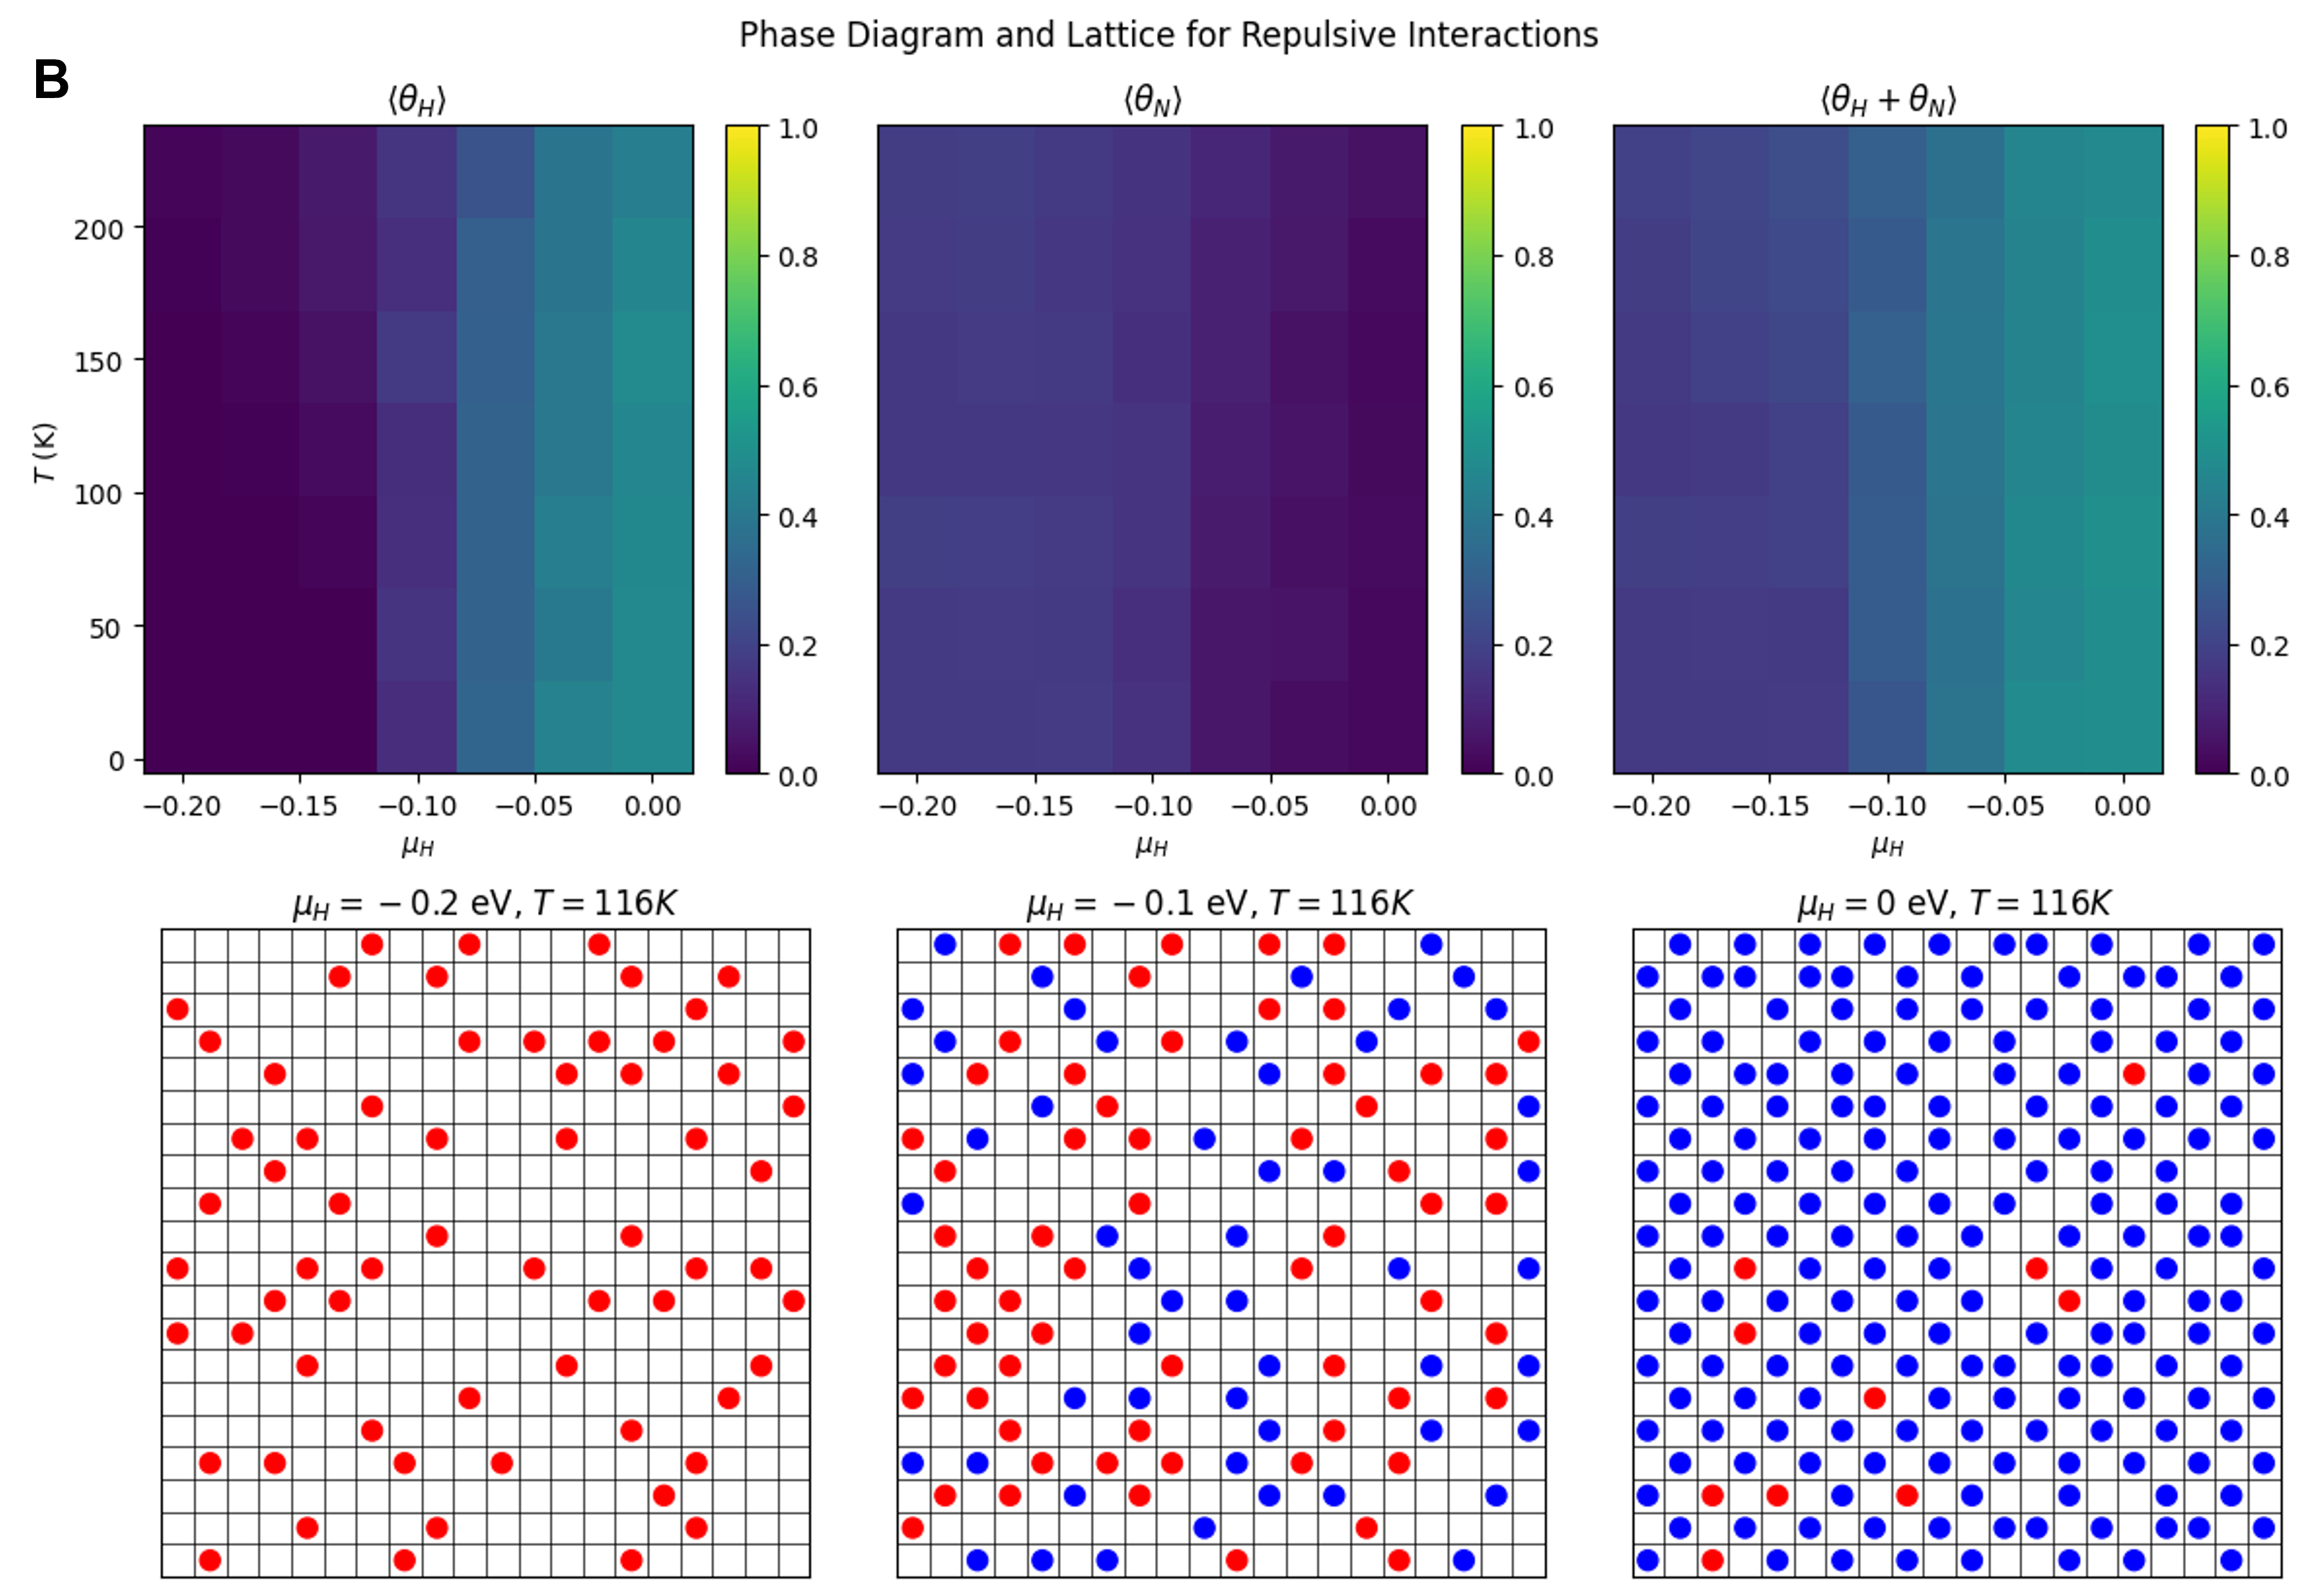 Phase Diagram and Lattice for Repulsive Interactions
B
⟨θ_H⟩
⟨θ_N⟩
⟨θ_H + θ_N⟩
T (K)
200
150
100
50
0
−0.20 −0.15 −0.10 −0.05 0.00
μ_H
1.0
0.8
0.6
0.4
0.2
0.0
−0.20 −0.15 −0.10 −0.05 0.00
μ_H
1.0
0.8
0.6
0.4
0.2
0.0
−0.20 −0.15 −0.10 −0.05 0.00
μ_H
1.0
0.8
0.6
0.4
0.2
0.0
μ_H = −0.2 eV, T = 116K
μ_H = −0.1 eV, T = 116K
μ_H = 0 eV, T = 116K